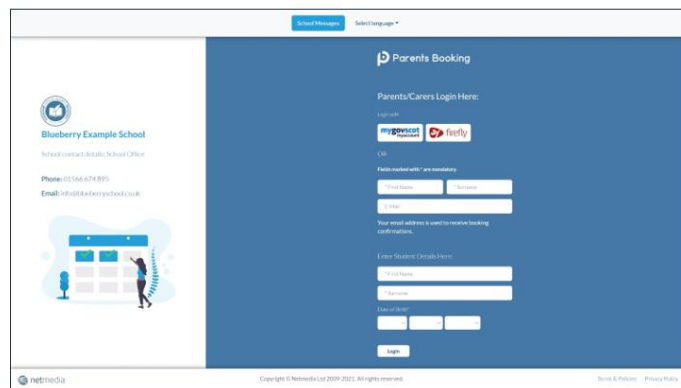 School Messages
Select language
Parents Booking
Parents/Carers Login Here:
Login with
mygovscot
myaccount
firefly
OR
Fields marked with * are mandatory.
* First Name
* Surname
E-Mail
Your email address is used to receive booking
confirmations.
Enter Student Details Here:
* First Name
* Surname
Date of Birth*
Login
Blueberry Example School
School contact details: School Office
Phone: 01566 674 895
Email: info@blueberryschool.co.uk
netmedia
Copyright © Netmedia Ltd 2009-2021. All rights reserved.
Terms & Policies
Privacy Policy